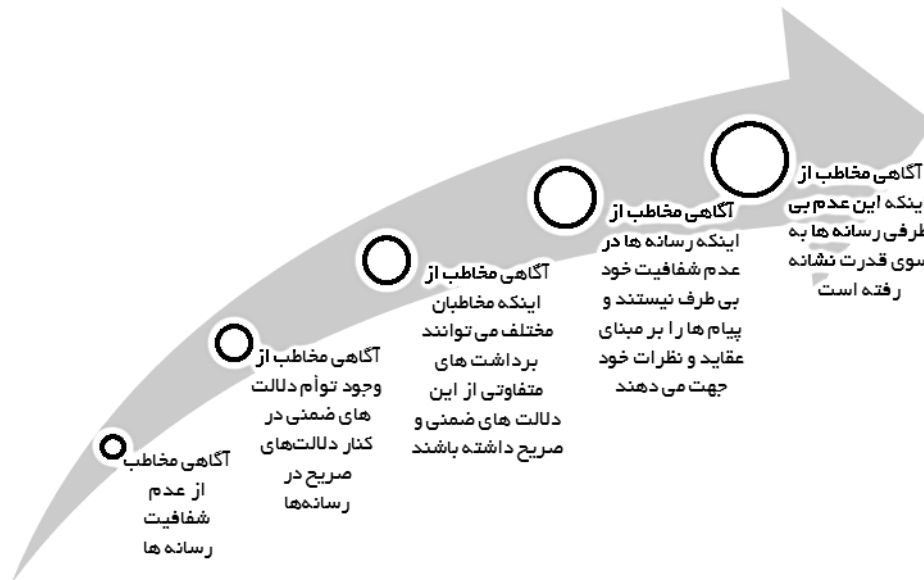 آگاهی مخاطب
از عدم
شفافیت
رسانه ها
آگاهی مخاطب از
وجود توأم دلالت
های ضمنی در
کنار دلالت‌های
صریح در
رسانه‌ها
آگاهی مخاطب از
اینکه مخاطبان
مختلف می توانند
برداشت های
متفاوتی از این
دلالت های ضمنی و
صریح داشته باشند
آگاهی مخاطب از
اینکه رسانه ها در
عدم شفافیت خود
بی طرف نیستند و
پیام ها را بر مبنای
عقاید و نظرات خود
جهت می دهند
آگاهی مخاطب از
ینکه این عدم بی
طرفی رسانه ها به
سوی قدرت نشانه
رفته است